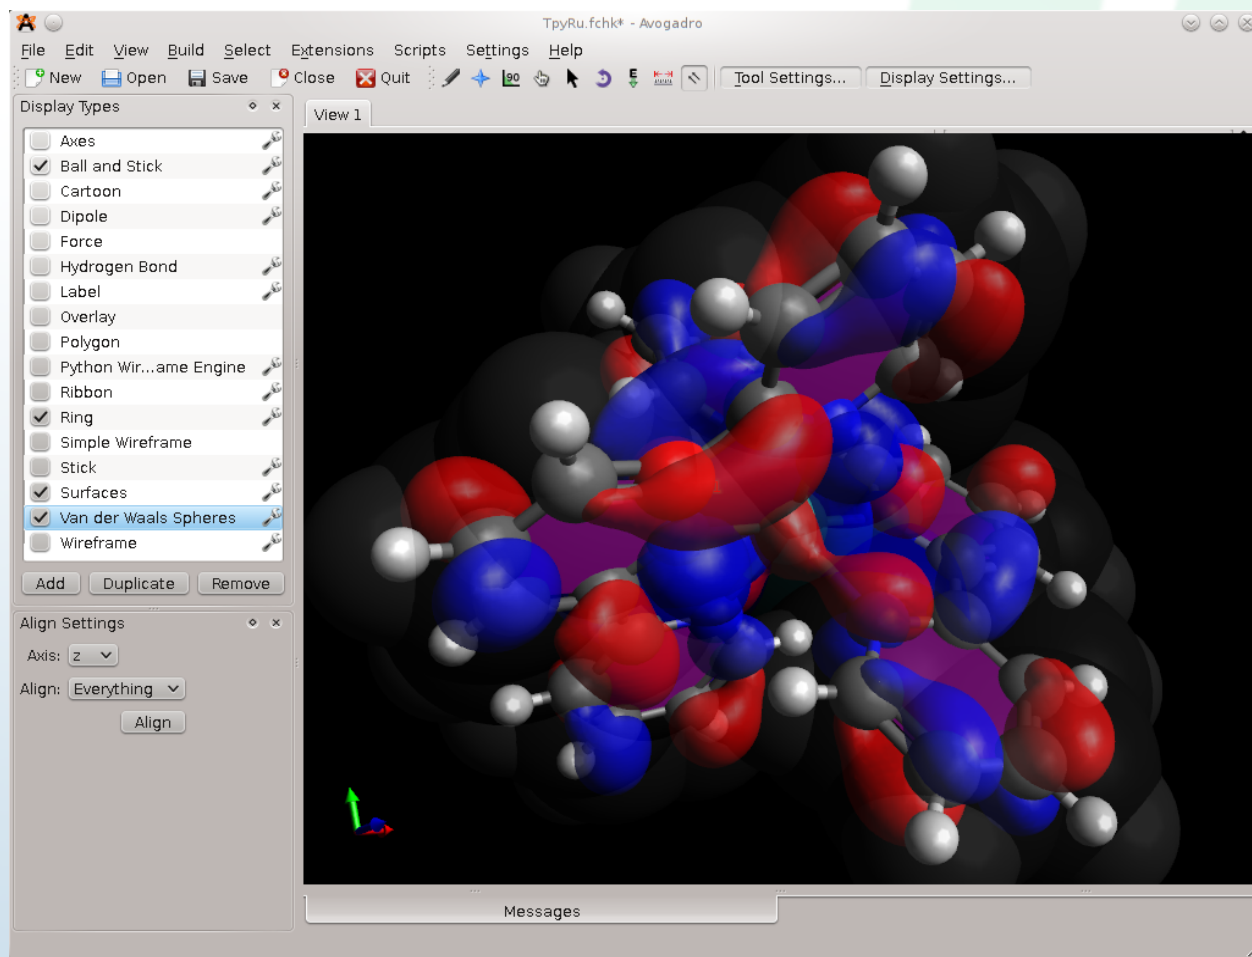 TpyRu.fchk* - Avogadro
File Edit View Build Select Extensions Scripts Settings Help
New Open Save Close Quit 90 E Tool Settings... Display Settings...
Display Types
View 1
Axes
Ball and Stick
Cartoon
Dipole
Force
Hydrogen Bond
Label
Overlay
Polygon
Python Wir...ame Engine
Ribbon
Ring
Simple Wireframe
Stick
Surfaces
Van der Waals Spheres
Wireframe
Add Duplicate Remove
Align Settings
Axis: z
Align: Everything
Align
Messages